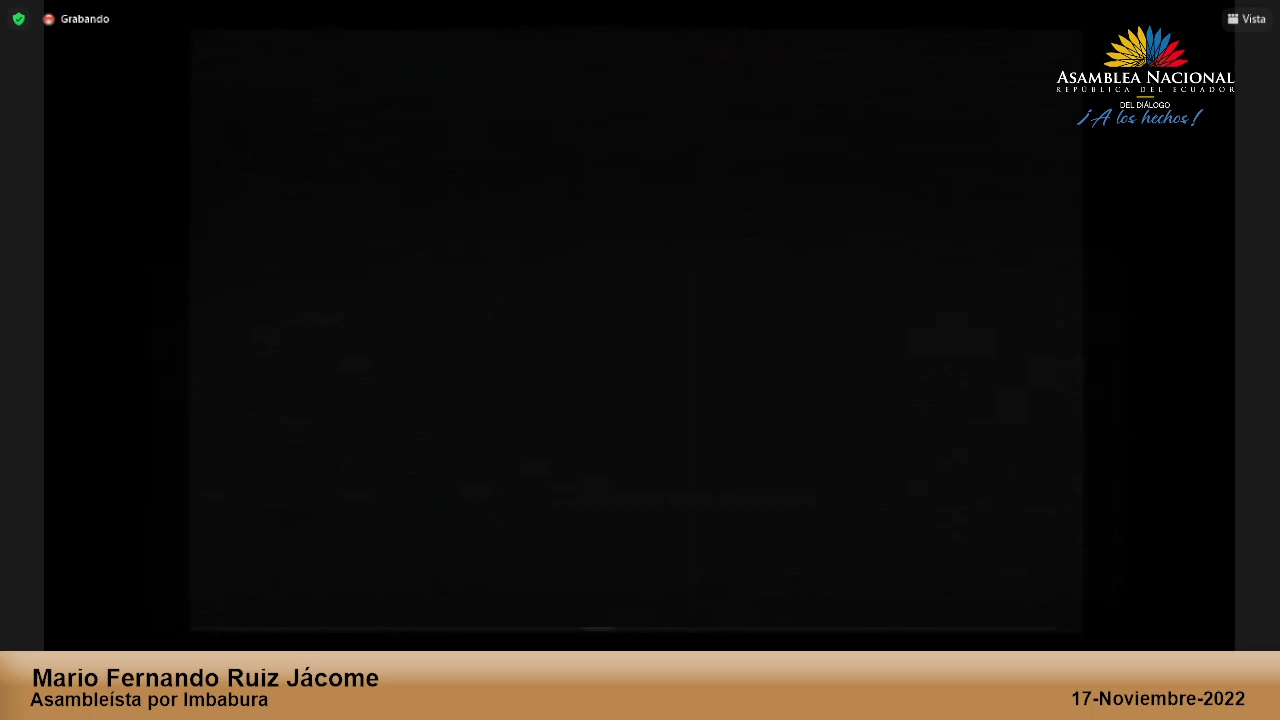 Grabando
Vista
ASAMBLEA NACIONAL
REPÚBLICA DEL ECUADOR
DEL DIÁLOGO
¡A los hechos!
Mario Fernando Ruiz Jácome
Asambleísta por Imbabura
17-Noviembre-2022